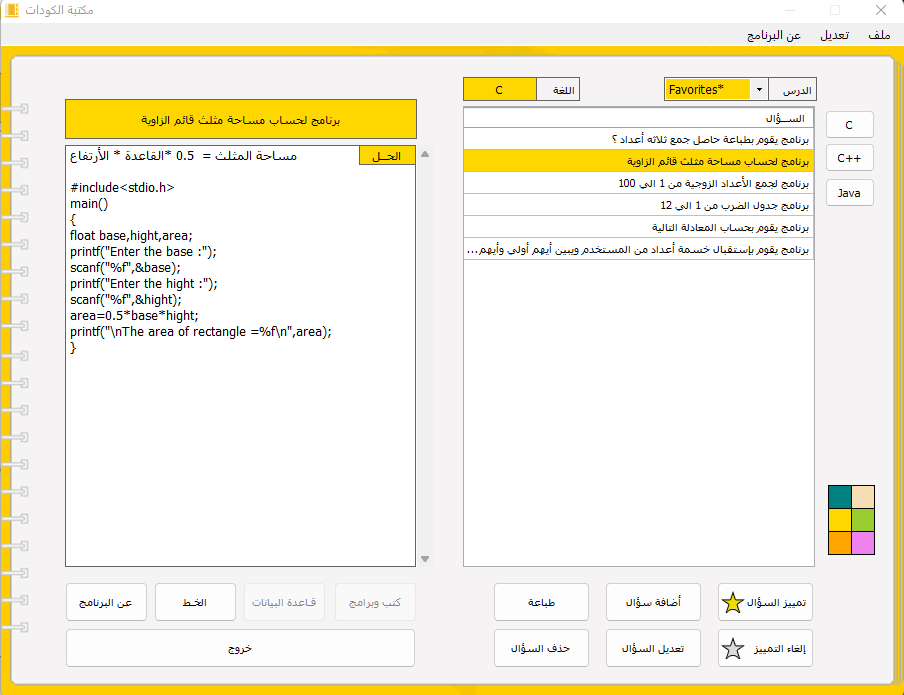 مكتبة الكودات
ملف
تعديل
عن البرنامج
الدرس
Favorites*
اللغة
C
السـؤال
برنامج يقوم بطباعة حاصل جمع ثلاثه أعداد ؟
برنامج لحساب مساحة مثلث قائم الزاوية
برنامج لجمع الأعداد الزوجية من 1 الي 100
برنامج جدول الضرب من 1 الي 12
برنامج يقوم بحساب المعادلة التالية
برنامج يقوم بإستقبال خسمة أعداد من المستخدم ويبين أيهم أولي وأيهم...
C
C++
Java
برنامج لحساب مساحة مثلث قائم الزاوية
الحـل
مساحة المثلث = 0.5 *القاعدة * الأرتفاع
#include<stdio.h>
main()
{
float base,hight,area;
printf("Enter the base :");
scanf("%f",&base);
printf("Enter the hight :");
scanf("%f",&hight);
area=0.5*base*hight;
printf("\nThe area of rectangle =%f\n",area);
}
تمييز السؤال
أضافة سؤال
طباعة
إلغاء التمييز
تعديل السؤال
حذف السؤال
كتب وبرامج
قاعدة البيانات
الخط
عن البرنامج
خروج